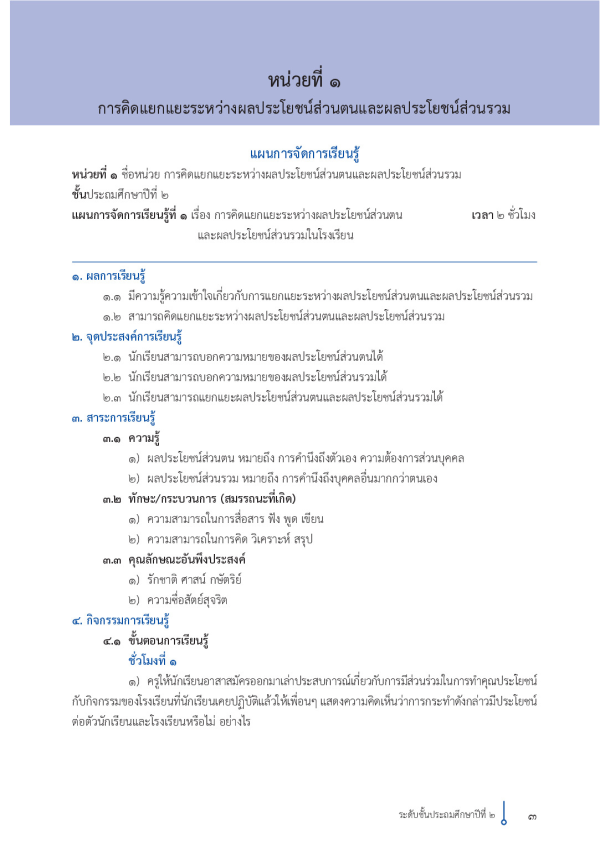 หน่วยที่ ๑
การคิดแยกแยะระหว่างผลประโยชน์ส่วนตนและผลประโยชน์ส่วนรวม
แผนการจัดการเรียนรู้
หน่วยที่ ๑ ชื่อหน่วย การคิดแยกแยะระหว่างผลประโยชน์ส่วนตนและผลประโยชน์ส่วนรวม
ชั้นประถมศึกษาปีที่ ๒
แผนการจัดการเรียนรู้ที่ ๑ เรื่อง การคิดแยกแยะระหว่างผลประโยชน์ส่วนตน เวลา ๒ ชั่วโมง
และผลประโยชน์ส่วนรวมในโรงเรียน
๑. ผลการเรียนรู้
๑.๑ มีความรู้ความเข้าใจเกี่ยวกับการแยกแยะระหว่างผลประโยชน์ส่วนตนและผลประโยชน์ส่วนรวม
๑.๒ สามารถคิดแยกแยะระหว่างผลประโยชน์ส่วนตนและผลประโยชน์ส่วนรวม
๒. จุดประสงค์การเรียนรู้
๒.๑ นักเรียนสามารถบอกความหมายของผลประโยชน์ส่วนตนได้
๒.๒ นักเรียนสามารถบอกความหมายของผลประโยชน์ส่วนรวมได้
๒.๓ นักเรียนสามารถแยกแยะผลประโยชน์ส่วนตนและผลประโยชน์ส่วนรวมได้
๓. สาระการเรียนรู้
๓.๑ ความรู้
๑) ผลประโยชน์ส่วนตน หมายถึง การคำนึงถึงตัวเอง ความต้องการส่วนบุคคล
๒) ผลประโยชน์ส่วนรวม หมายถึง การคำนึงถึงบุคคลอื่นมากกว่าตนเอง
๓.๒ ทักษะ/กระบวนการ (สมรรถนะที่เกิด)
๑) ความสามารถในการสื่อสาร ฟัง พูด เขียน
๒) ความสามารถในการคิด วิเคราะห์ สรุป
๓.๓ คุณลักษณะอันพึงประสงค์
๑) รักชาติ ศาสน์ กษัตริย์
๒) ความซื่อสัตย์สุจริต
๔. กิจกรรมการเรียนรู้
๔.๑ ขั้นตอนการเรียนรู้
ชั่วโมงที่ ๑
๑) ครูให้นักเรียนอาสาสมัครออกมาเล่าประสบการณ์เกี่ยวกับการมีส่วนร่วมในการทำคุณประโยชน์
กับกิจกรรมของโรงเรียนที่นักเรียนเคยปฏิบัติแล้วให้เพื่อนๆ แสดงความคิดเห็นว่าการกระทำดังกล่าวมีประโยชน์
ต่อตัวนักเรียนและโรงเรียนหรือไม่ อย่างไร
ระดับชั้นประถมศึกษาปีที่ ๒ ๓